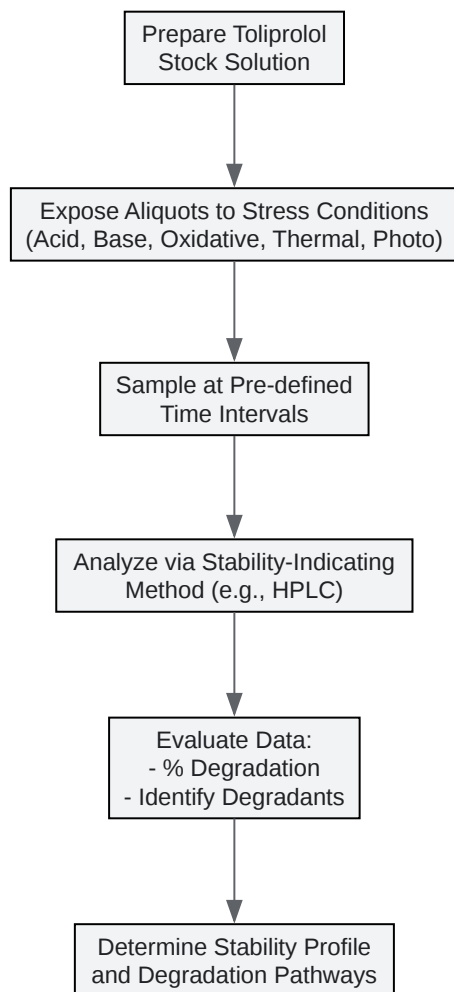 Prepare Toliprolol
Stock Solution
Expose Aliquots to Stress Conditions
(Acid, Base, Oxidative, Thermal, Photo)
Sample at Pre-defined
Time Intervals
Analyze via Stability-Indicating
Method (e.g., HPLC)
Evaluate Data:
- % Degradation
- Identify Degradants
Determine Stability Profile
and Degradation Pathways